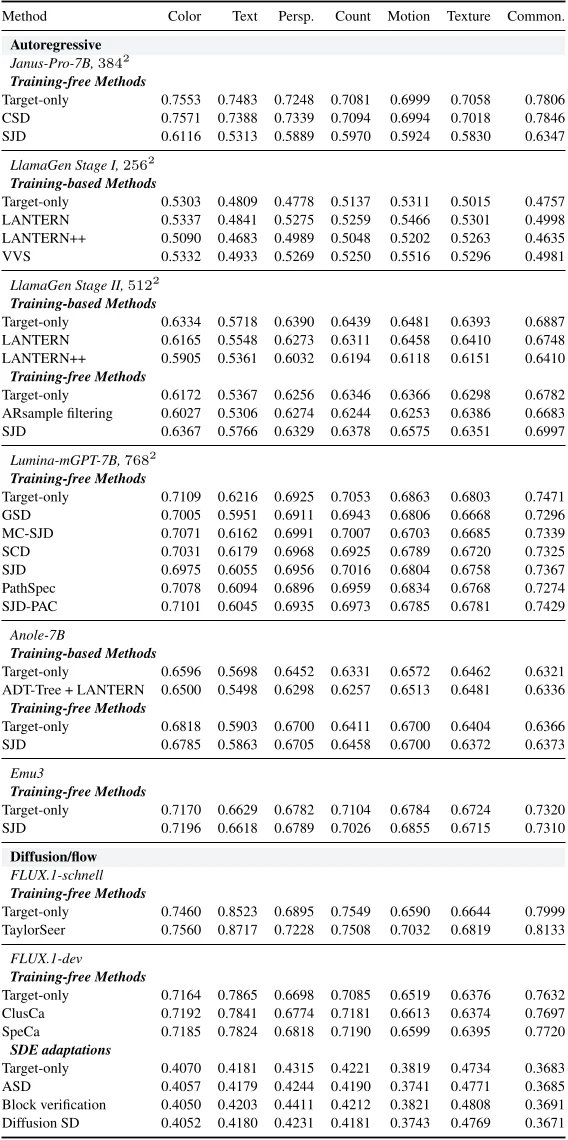 Method Color Text Persp. Count Motion Texture Common.
Autoregressive
Janus-Pro-7B, 384²
Training-free Methods
Target-only 0.7553 0.7483 0.7248 0.7081 0.6999 0.7058 0.7806
CSD 0.7571 0.7388 0.7339 0.7094 0.6994 0.7018 0.7846
SJD 0.6116 0.5313 0.5889 0.5970 0.5924 0.5830 0.6347
LlamaGen Stage I, 256²
Training-based Methods
Target-only 0.5303 0.4809 0.4778 0.5137 0.5311 0.5015 0.4757
LANTERN 0.5337 0.4841 0.5275 0.5259 0.5466 0.5301 0.4998
LANTERN++ 0.5090 0.4683 0.4989 0.5048 0.5202 0.5263 0.4635
VVS 0.5332 0.4933 0.5269 0.5250 0.5516 0.5296 0.4981
LlamaGen Stage II, 512²
Training-based Methods
Target-only 0.6334 0.5718 0.6390 0.6439 0.6481 0.6393 0.6887
LANTERN 0.6165 0.5548 0.6273 0.6311 0.6458 0.6410 0.6748
LANTERN++ 0.5905 0.5361 0.6032 0.6194 0.6118 0.6151 0.6410
Training-free Methods
Target-only 0.6172 0.5367 0.6256 0.6346 0.6366 0.6298 0.6782
ARsample filtering 0.6027 0.5306 0.6274 0.6244 0.6253 0.6386 0.6683
SJD 0.6367 0.5766 0.6329 0.6378 0.6575 0.6351 0.6997
Lumina-mGPT-7B, 768²
Training-free Methods
Target-only 0.7109 0.6216 0.6925 0.7053 0.6863 0.6803 0.7471
GSD 0.7005 0.5951 0.6911 0.6943 0.6806 0.6668 0.7296
MC-SJD 0.7071 0.6162 0.6991 0.7007 0.6703 0.6685 0.7339
SCD 0.7031 0.6179 0.6968 0.6925 0.6789 0.6720 0.7325
SJD 0.6975 0.6055 0.6956 0.7016 0.6804 0.6758 0.7367
PathSpec 0.7078 0.6094 0.6896 0.6959 0.6834 0.6768 0.7274
SJD-PAC 0.7101 0.6045 0.6935 0.6973 0.6785 0.6781 0.7429
Anole-7B
Training-based Methods
Target-only 0.6596 0.5698 0.6452 0.6331 0.6572 0.6462 0.6321
ADT-Tree + LANTERN 0.6500 0.5498 0.6298 0.6257 0.6513 0.6481 0.6336
Training-free Methods
Target-only 0.6818 0.5903 0.6700 0.6411 0.6700 0.6404 0.6366
SJD 0.6785 0.5863 0.6705 0.6458 0.6700 0.6372 0.6373
Emu3
Training-free Methods
Target-only 0.7170 0.6629 0.6782 0.7104 0.6784 0.6724 0.7320
SJD 0.7196 0.6618 0.6789 0.7026 0.6855 0.6715 0.7310
Diffusion/flow
FLUX.1-schnell
Training-free Methods
Target-only 0.7460 0.8523 0.6895 0.7549 0.6590 0.6644 0.7999
TaylorSeer 0.7560 0.8717 0.7228 0.7508 0.7032 0.6819 0.8133
FLUX.1-dev
Training-free Methods
Target-only 0.7164 0.7865 0.6698 0.7085 0.6519 0.6376 0.7632
ClusCa 0.7192 0.7841 0.6774 0.7181 0.6613 0.6374 0.7697
SpeCa 0.7185 0.7824 0.6818 0.7190 0.6599 0.6395 0.7720
SDE adaptations
Target-only 0.4070 0.4181 0.4315 0.4221 0.3819 0.4734 0.3683
ASD 0.4057 0.4179 0.4244 0.4190 0.3741 0.4771 0.3685
Block verification 0.4050 0.4203 0.4411 0.4212 0.3821 0.4808 0.3691
Diffusion SD 0.4052 0.4180 0.4231 0.4181 0.3743 0.4769 0.3671